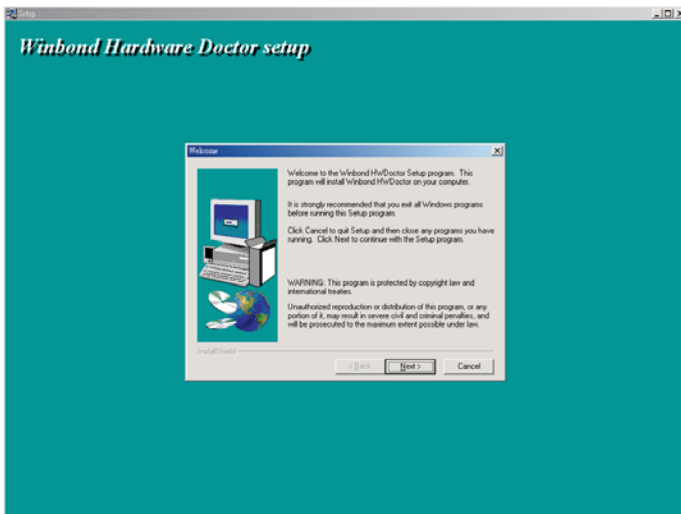 Setup
Winbond Hardware Doctor setup
Welcome
Welcome to the Winbond HWDoctor Setup program. This
program will install Winbond HWDoctor on your computer.
It is strongly recommended that you exit all Windows programs
before running this Setup program.
Click Cancel to quit Setup and then close any programs you have
running. Click Next to continue with the Setup program.
WARNING: This program is protected by copyright law and
international treaties.
Unauthorized reproduction or distribution of this program, or any
portion of it, may result in severe civil and criminal penalties, and
will be prosecuted to the maximum extent possible under law.
InstallShield
< Back Next > Cancel